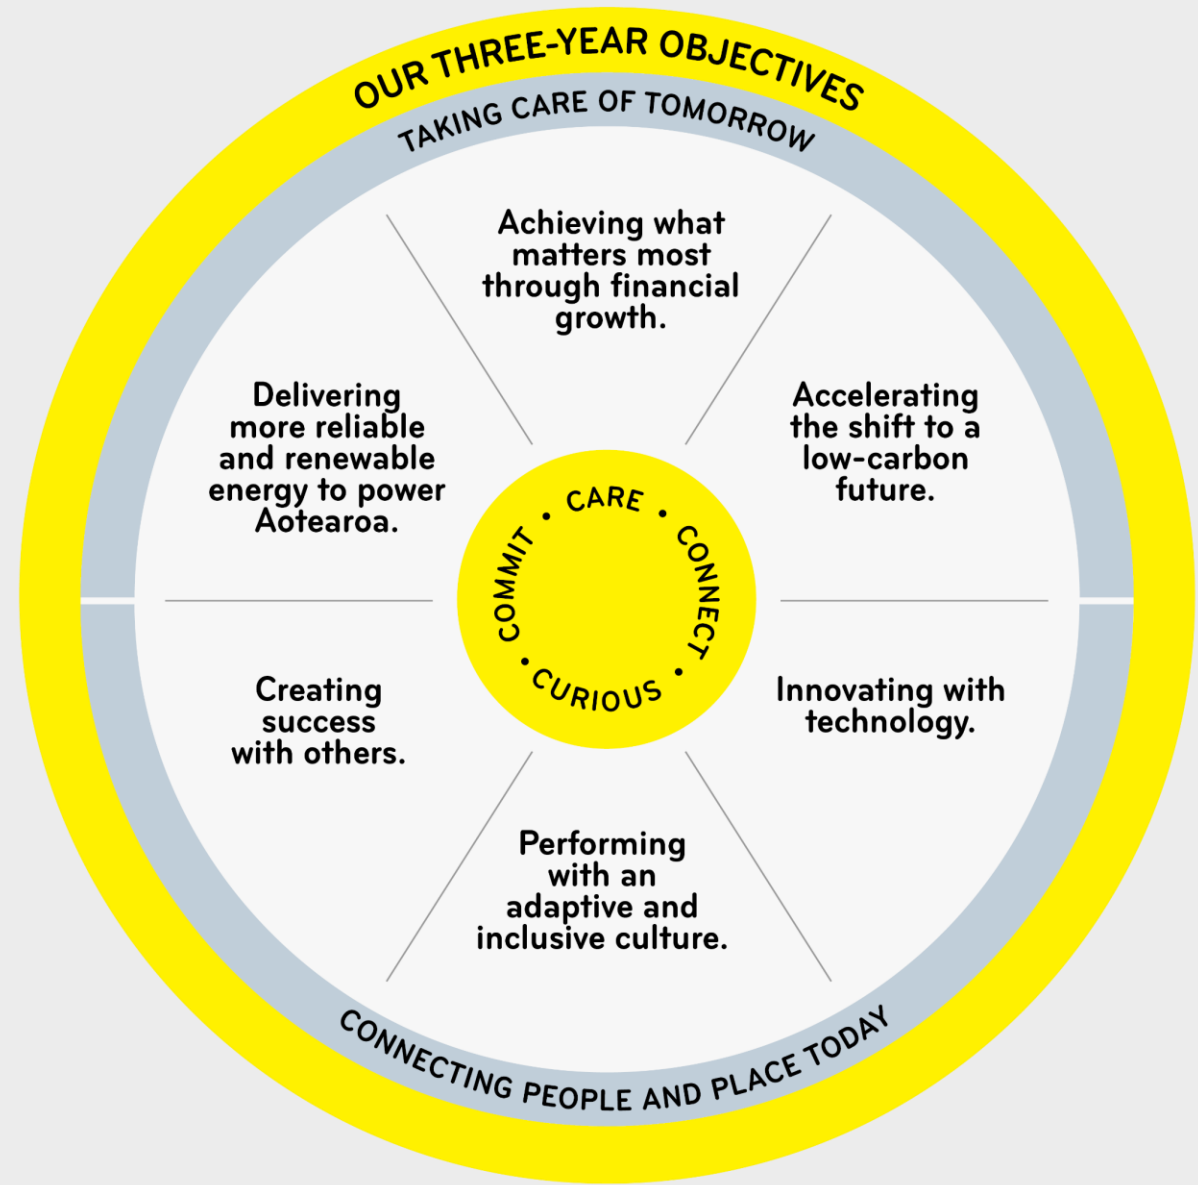 OUR THREE-YEAR OBJECTIVES
TAKING CARE OF TOMORROW
Achieving what
matters most
through financial
growth.
Delivering
more reliable
and renewable
energy to power
Aotearoa.
Accelerating
the shift to a
low-carbon
future.
CARE • CONNECT • CURIOUS • COMMIT •
Creating
success
with others.
Innovating with
technology.
Performing
with an
adaptive and
inclusive culture.
CONNECTING PEOPLE AND PLACE TODAY